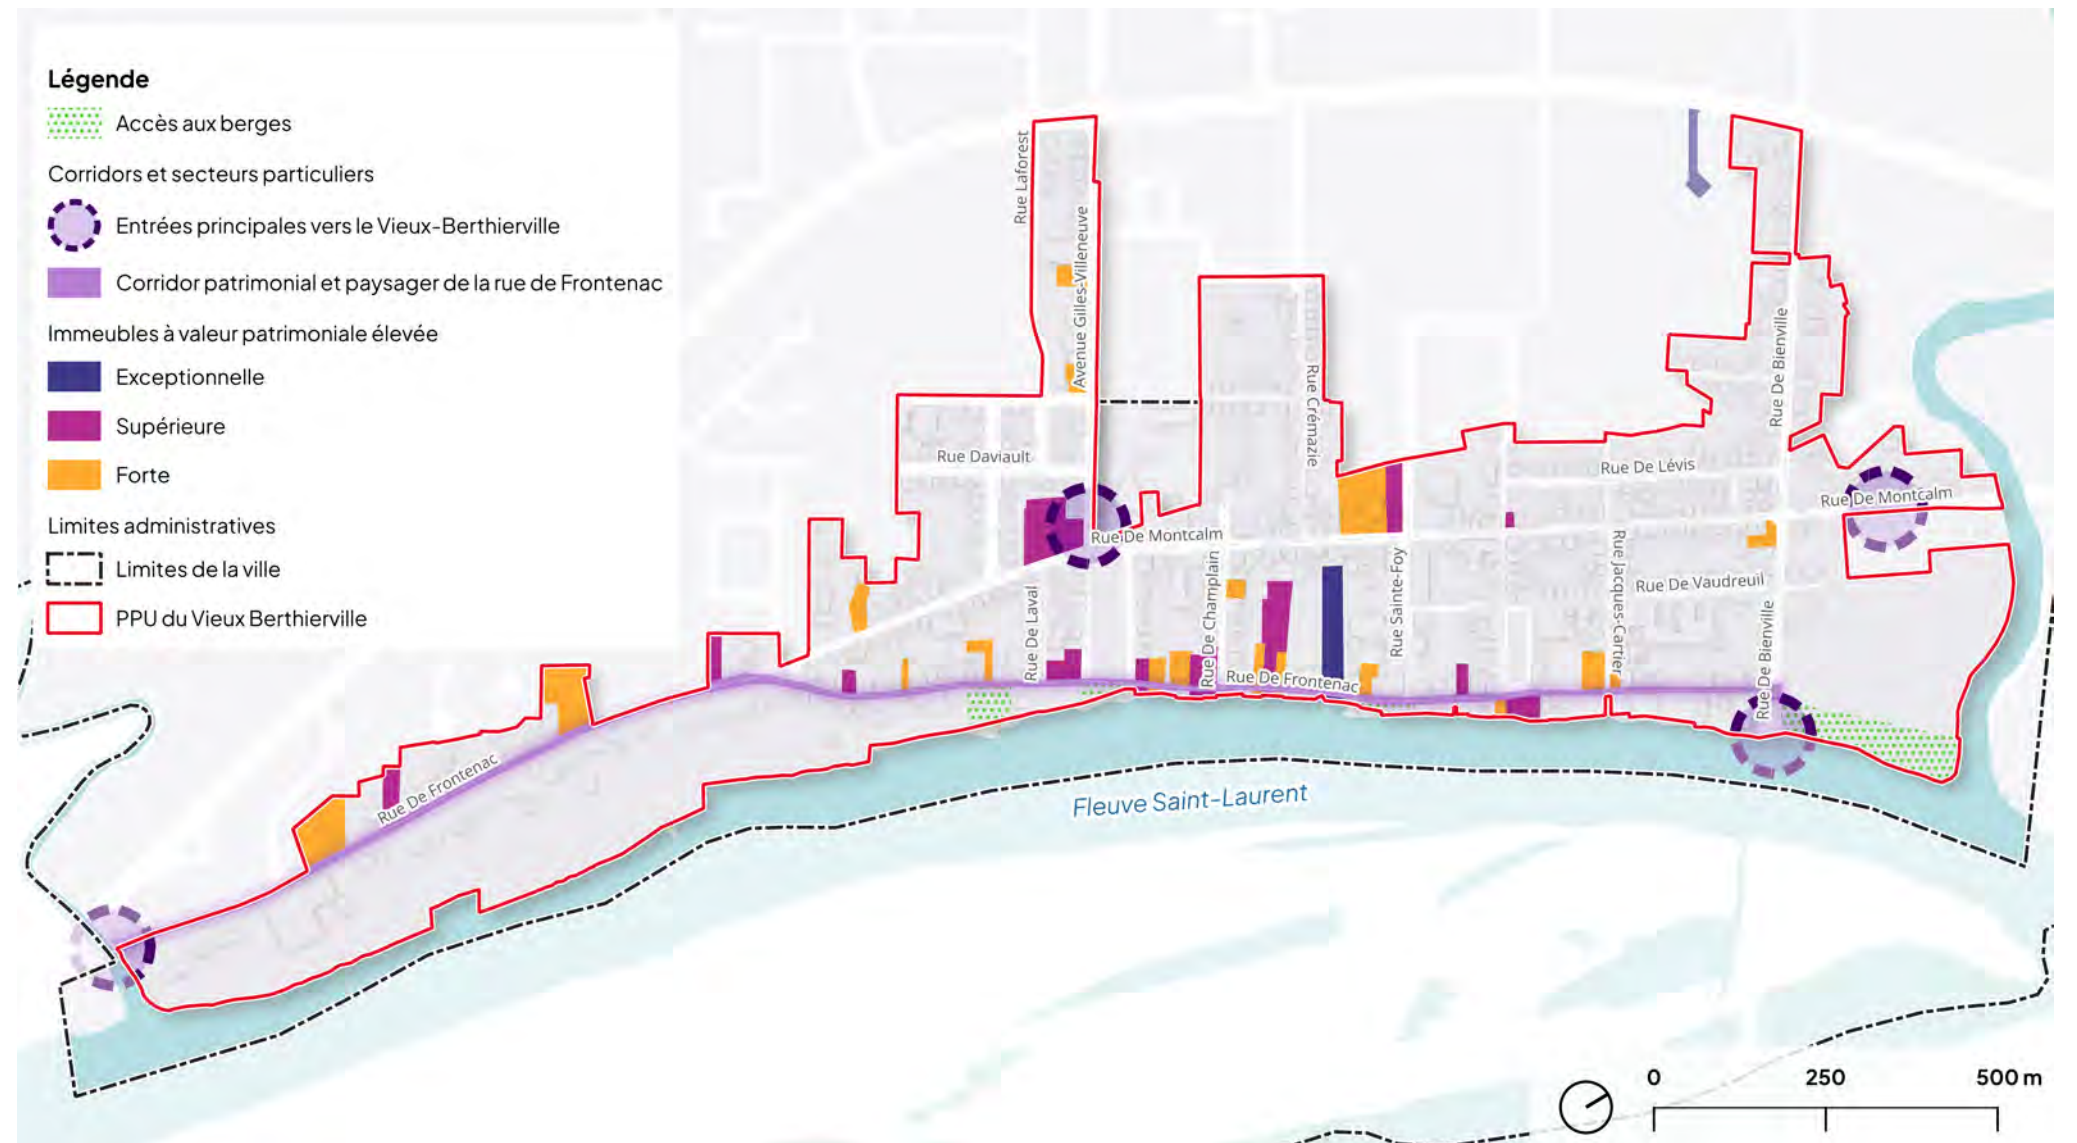 Légende
Accès aux berges
Corridors et secteurs particuliers
Entrées principales vers le Vieux-Berthierville
Corridor patrimonial et paysager de la rue de Frontenac
Immeubles à valeur patrimoniale élevée
Exceptionnelle
Supérieure
Forte
Limites administratives
Limites de la ville
PPU du Vieux Berthierville
Rue Laforest
Avenue Gilles-Villeneuve
Rue Daviault
Rue Crémazie
Rue De Bienville
Rue De Lévis
Rue De Montcalm
Rue De Montcalm
Rue De Laval
Rue De Champlain
Rue Sainte-Foy
Rue Jacques-Cartier
Rue De Vaudreuil
Rue De Bienville
Rue De Frontenac
Rue De Frontenac
Fleuve Saint-Laurent
0 250 500 m